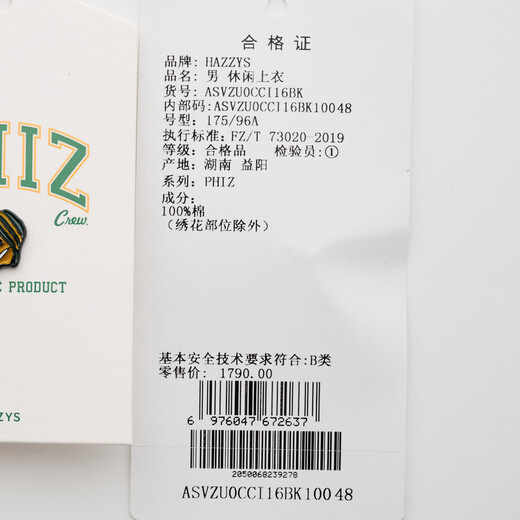 合格证
品牌: HAZZYS
品名: 男 休闲上衣
货号: ASVZU0CCI16BK
内部码: ASVZU0CCI16BK10048
号型: 175/96A
执行标准: FZ/T 73020-2019
等级: 合格品 检验员:①
产地: 湖南 益阳
系列: PHIZ
成分:
100%棉
（绣花部位除外）
基本安全技术要求符合:B类
零售价: 1790.00
6 976047 672637
2050068239278
ASVZU0CCI16BK10048
HIZ
Crew.
PRODUCT
ZZYS